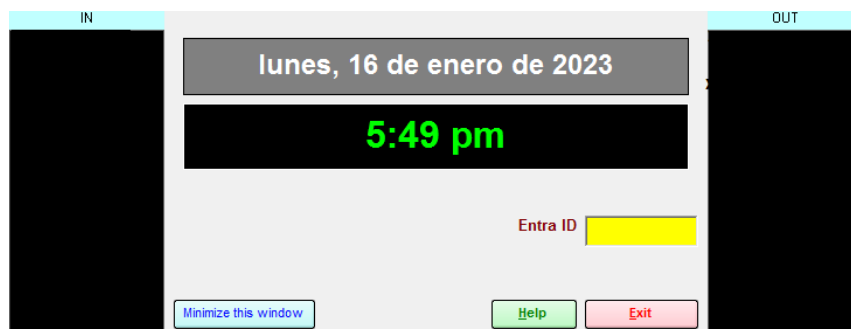 IN
OUT
lunes, 16 de enero de 2023
5:49 pm
Entra ID
Minimize this window
Help
Exit